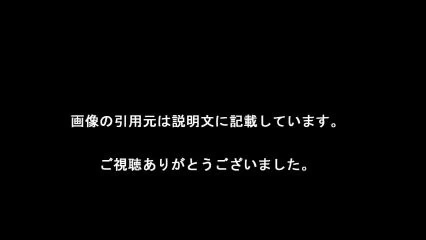 画像の引用元は説明文に記載しています。
ご視聴ありがとうございました。